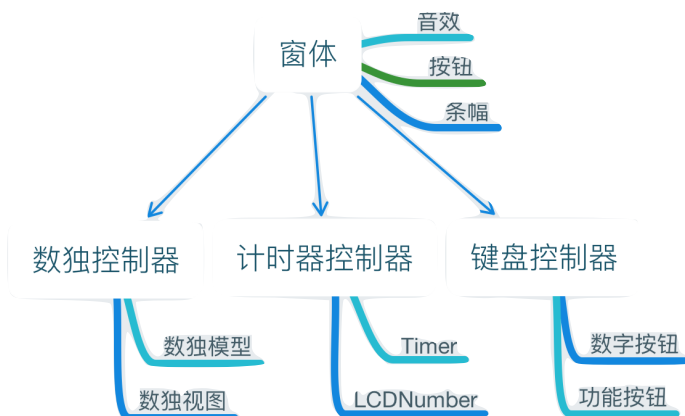 音效
窗体
按钮
条幅
数独控制器
计时器控制器
键盘控制器
数独模型
Timer
数字按钮
数独视图
LCDNumber
功能按钮